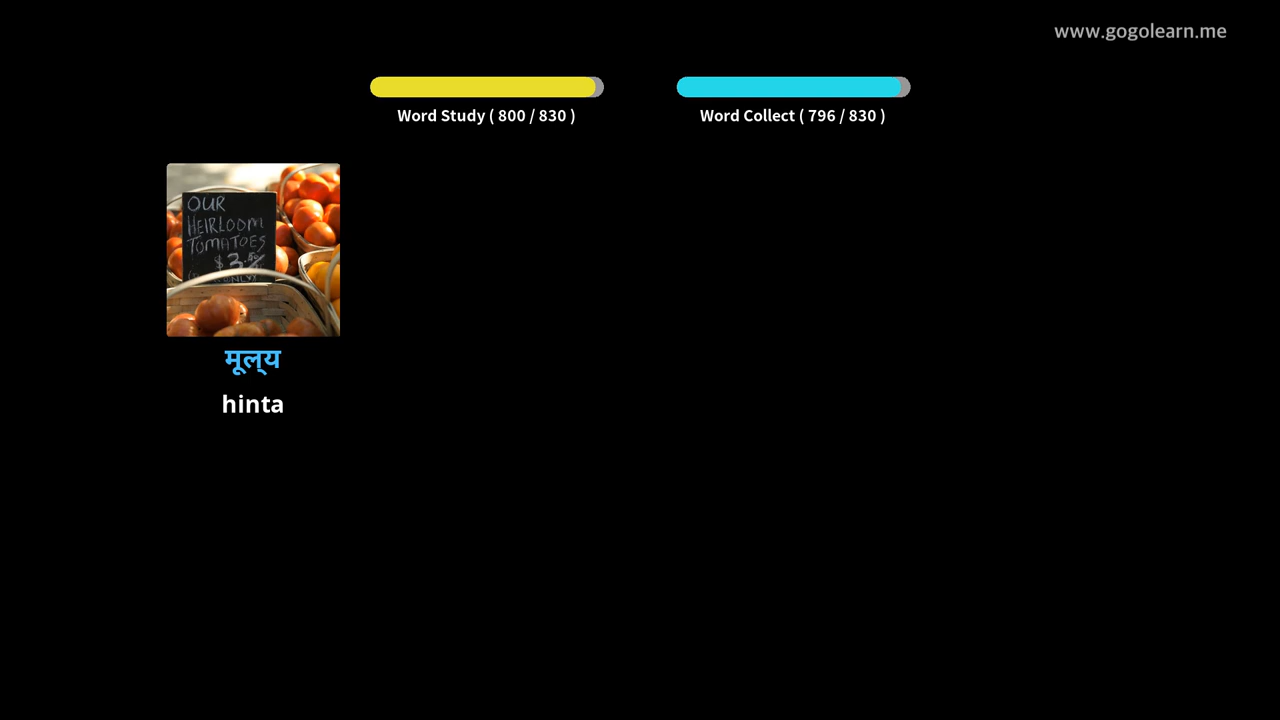 www.gogolearn.me
Word Study ( 800 / 830 )
Word Collect ( 796 / 830 )
OUR
HEIRLOOM
TOMATOES
मूल्‌य
hinta